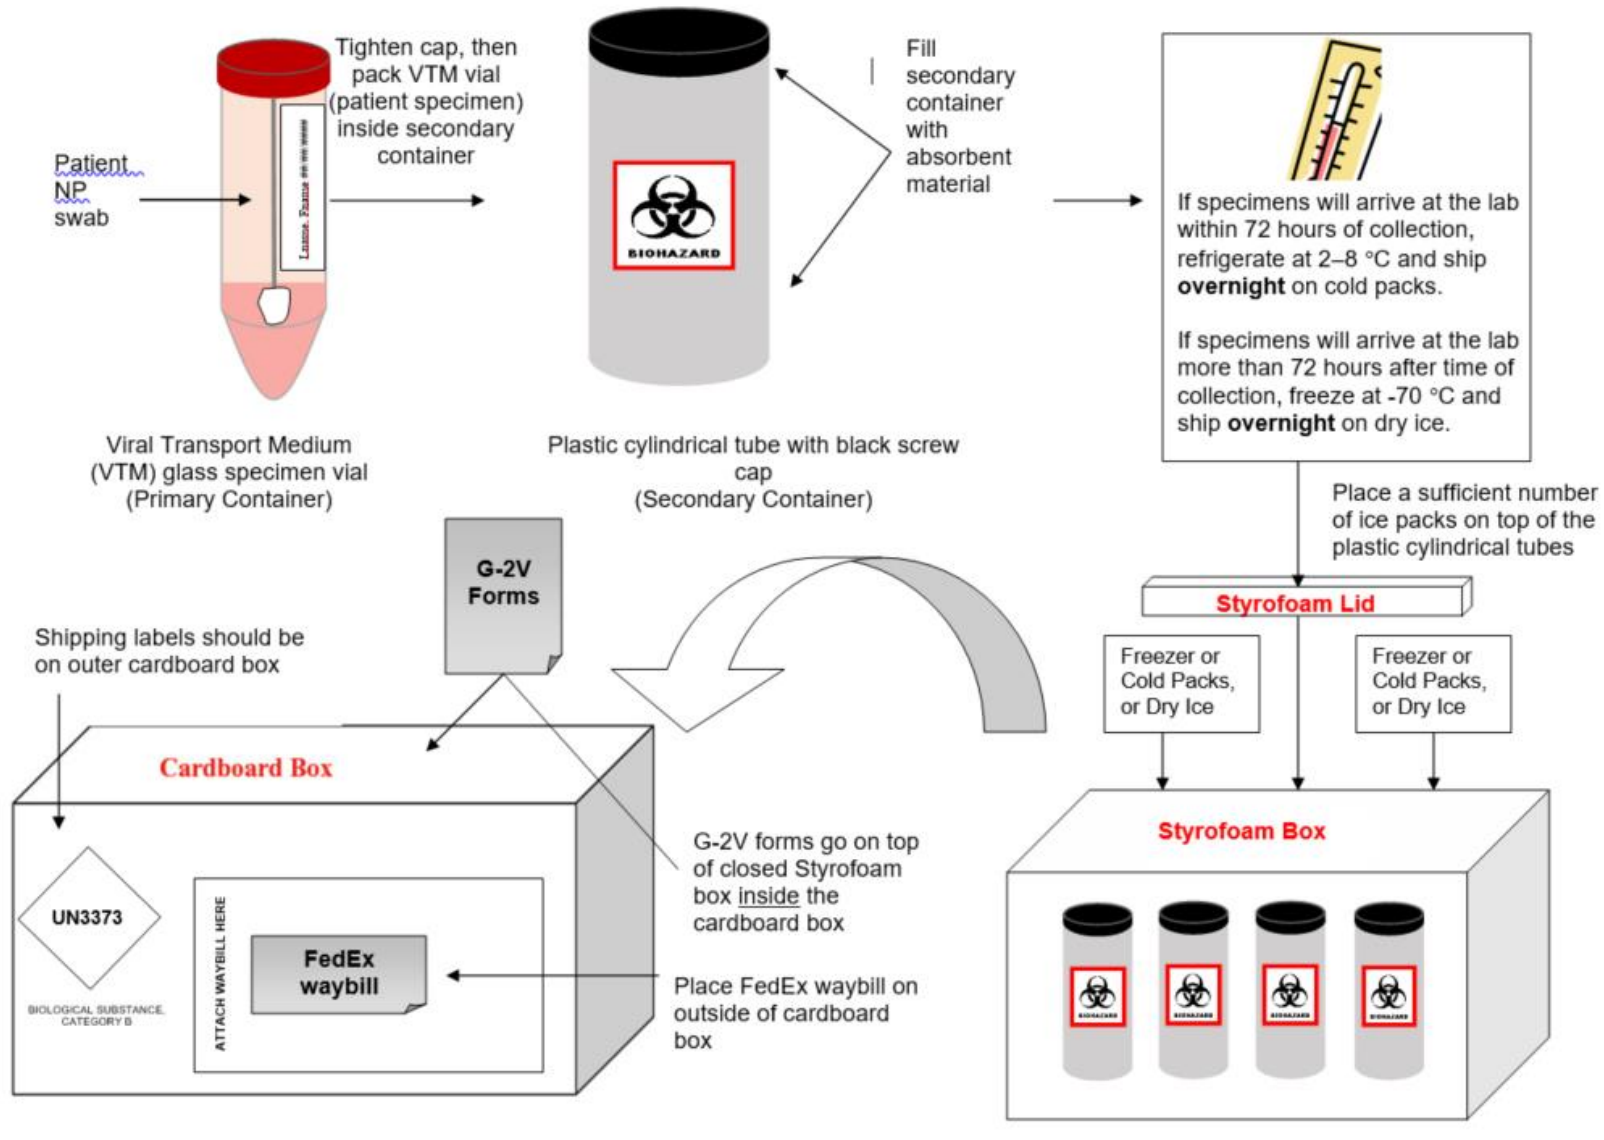 Patient
NP
swab
Lname, Fname ## ## ####
Tighten cap, then
pack VTM vial
(patient specimen)
inside secondary
container
BIOHAZARD
Fill
secondary
container
with
absorbent
material
If specimens will arrive at the lab
within 72 hours of collection,
refrigerate at 2–8 °C and ship
overnight on cold packs.
If specimens will arrive at the lab
more than 72 hours after time of
collection, freeze at -70 °C and
ship overnight on dry ice.
Viral Transport Medium
(VTM) glass specimen vial
(Primary Container)
Plastic cylindrical tube with black screw
cap
(Secondary Container)
Place a sufficient number
of ice packs on top of the
plastic cylindrical tubes
Styrofoam Lid
Freezer or
Cold Packs,
or Dry Ice
Freezer or
Cold Packs,
or Dry Ice
Styrofoam Box
BIOHAZARD
BIOHAZARD
BIOHAZARD
BIOHAZARD
G-2V
Forms
Shipping labels should be
on outer cardboard box
Cardboard Box
UN3373
BIOLOGICAL SUBSTANCE,
CATEGORY B
ATTACH WAYBILL HERE
FedEx
waybill
G-2V forms go on top
of closed Styrofoam
box inside the
cardboard box
Place FedEx waybill on
outside of cardboard
box